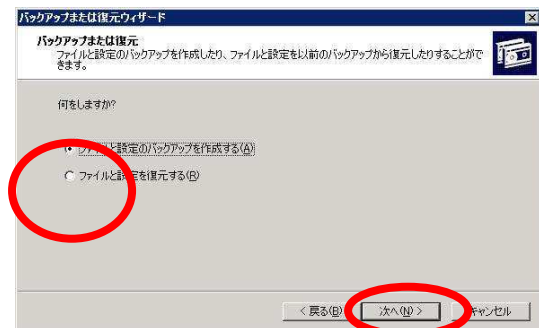 バックアップまたは復元ウィザード
バックアップまたは復元
ファイルと設定のバックアップを作成したり、ファイルと設定を以前のバックアップから復元したりすることがで
きます。
何をしますか?
ファイルと設定のバックアップを作成する(A)
ファイルと設定を復元する(R)
< 戻る(B)
次へ(N) >
キャンセル